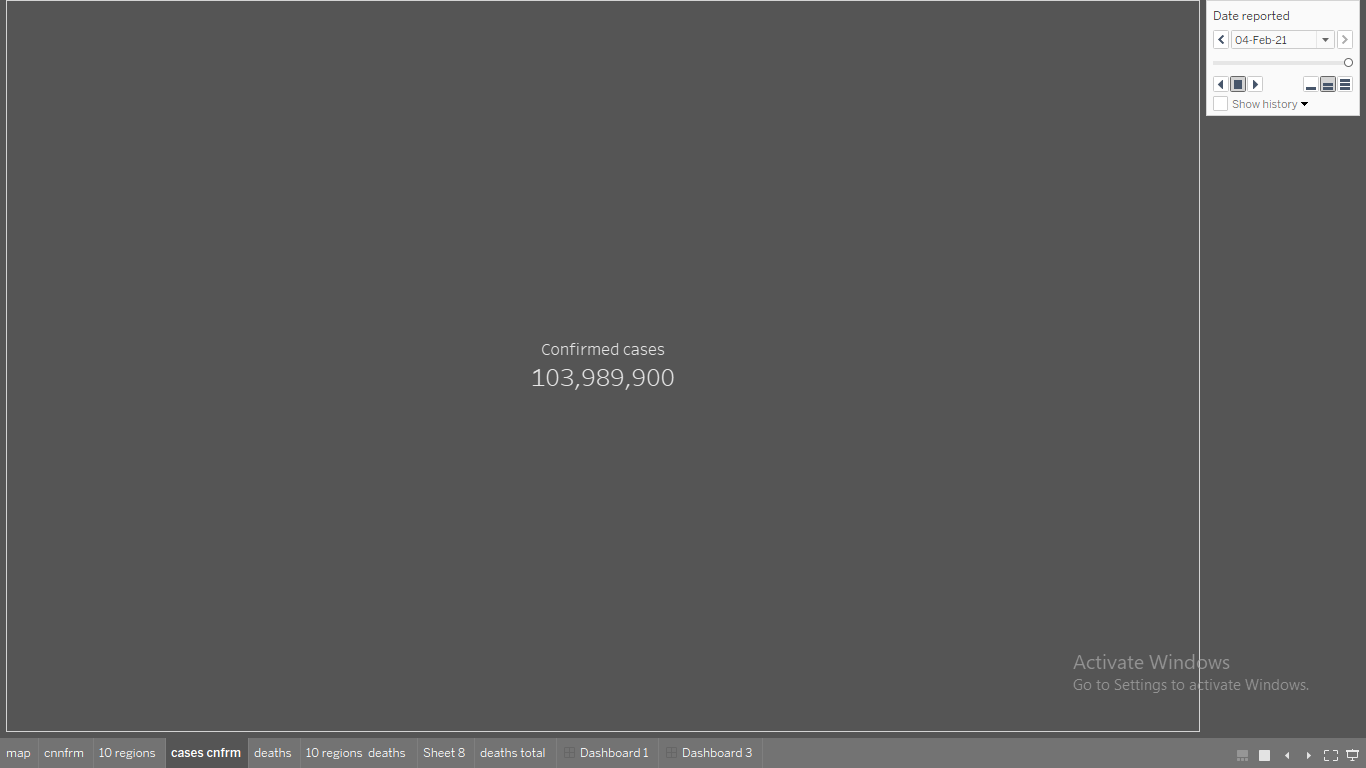 Date reported
04-Feb-21
Show history
Confirmed cases
103,989,900
Activate Windows
Go to Settings to activate Windows.
map cnnfrm 10 regions cases cnfrm deaths 10 regions deaths Sheet 8 deaths total Dashboard 1 Dashboard 3